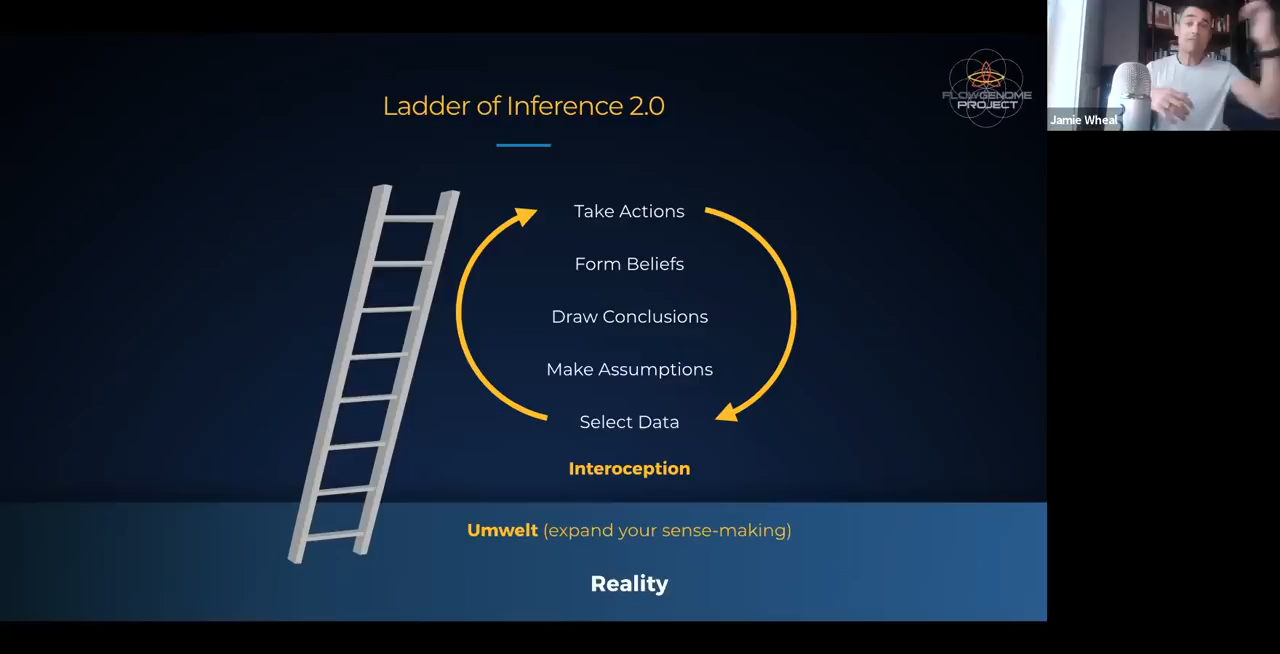 Ladder of Inference 2.0
FLOWGENOME
PROJECT
Jamie Wheal
Take Actions
Form Beliefs
Draw Conclusions
Make Assumptions
Select Data
Interoception
Umwelt (expand your sense-making)
Reality